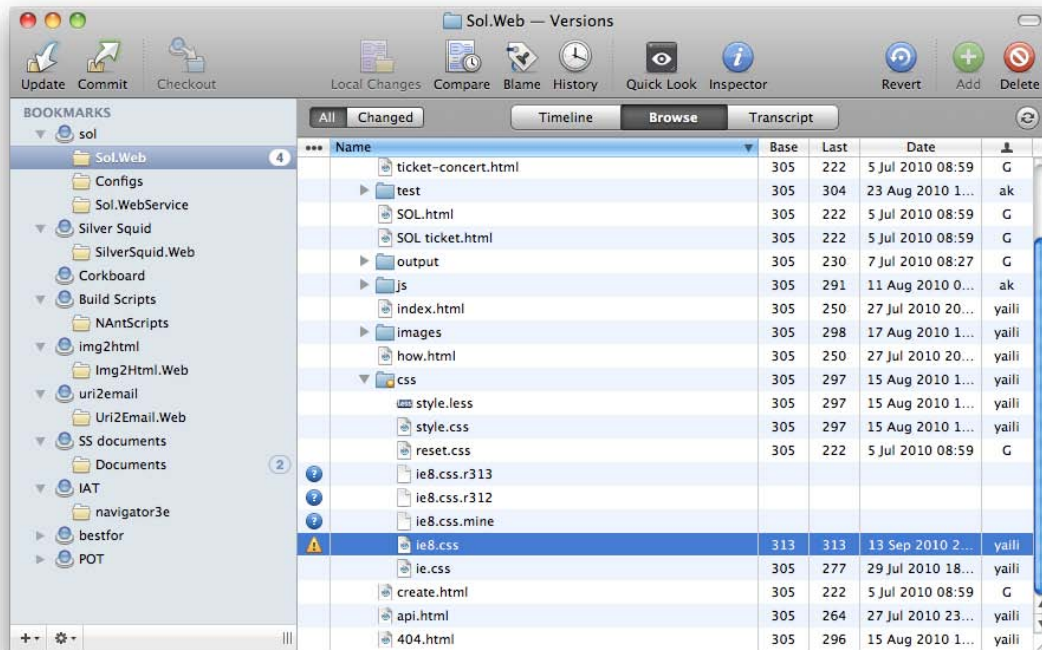 Sol.Web — Versions
Update Commit Checkout Local Changes Compare Blame History Quick Look Inspector Revert Add Delete
BOOKMARKS
sol
Sol.Web 4
Configs
Sol.WebService
Silver Squid
SilverSquid.Web
Corkboard
Build Scripts
NAntScripts
img2html
Img2Html.Web
uri2email
Uri2Email.Web
SS documents
Documents 2
IAT
navigator3e
bestfor
POT
All Changed Timeline Browse Transcript
••• Name Base Last Date
ticket-concert.html 305 222 5 Jul 2010 08:59 G
test 305 304 23 Aug 2010 1... ak
SOL.html 305 222 5 Jul 2010 08:59 G
SOL ticket.html 305 222 5 Jul 2010 08:59 G
output 305 230 7 Jul 2010 08:27 G
js 305 291 11 Aug 2010 0... ak
index.html 305 250 27 Jul 2010 20... yaili
images 305 298 17 Aug 2010 1... yaili
how.html 305 250 27 Jul 2010 20... yaili
css 305 297 15 Aug 2010 1... yaili
style.less 305 297 15 Aug 2010 1... yaili
style.css 305 297 15 Aug 2010 1... yaili
reset.css 305 222 5 Jul 2010 08:59 G
? ie8.css.r313
? ie8.css.r312
? ie8.css.mine
ie8.css 313 313 13 Sep 2010 2... yaili
ie.css 305 277 29 Jul 2010 18... yaili
create.html 305 222 5 Jul 2010 08:59 G
api.html 305 264 27 Jul 2010 23... yaili
404.html 305 296 15 Aug 2010 1... yaili